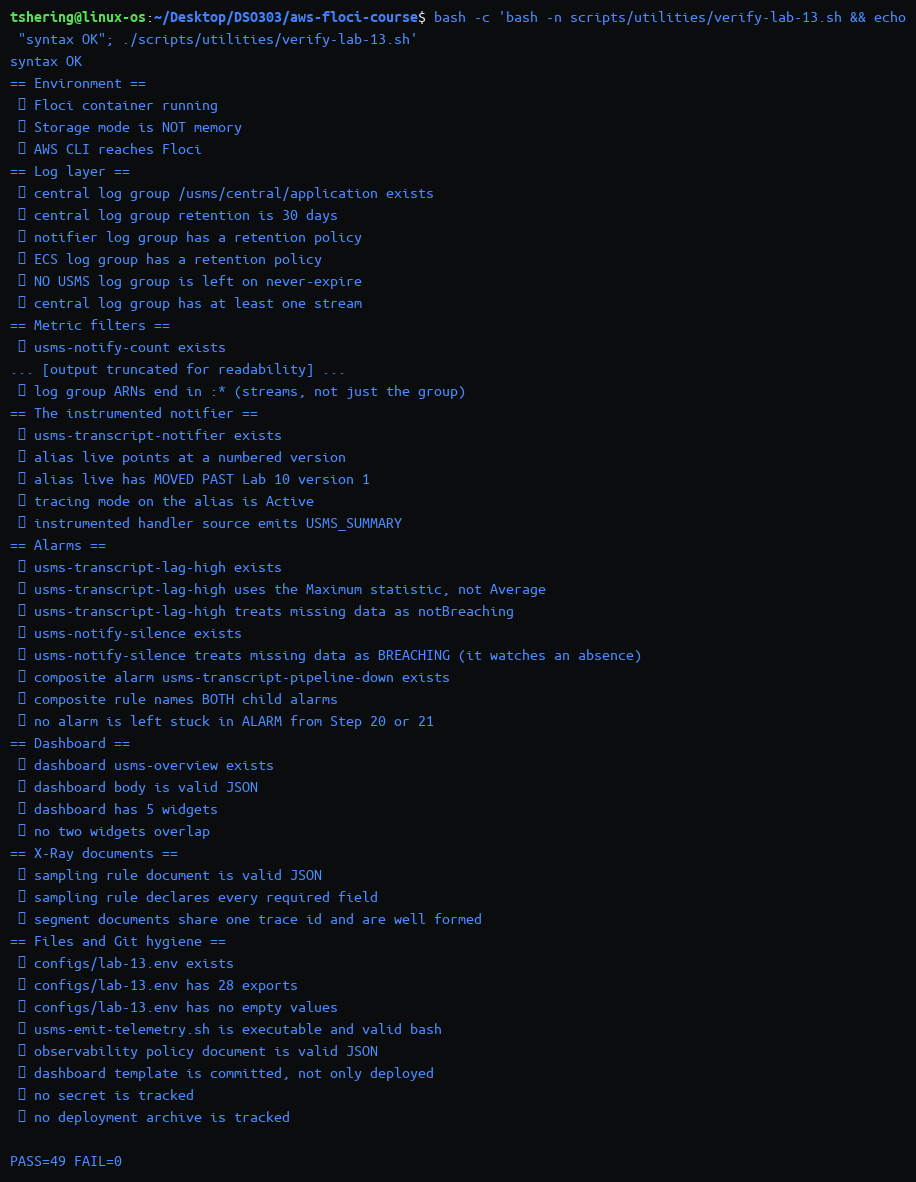 tshering@linux-os:~/Desktop/DSO303/aws-floci-course$ bash -c 'bash -n scripts/utilities/verify-lab-13.sh && echo
"syntax OK"; ./scripts/utilities/verify-lab-13.sh'
syntax OK
== Environment ==
Floci container running
Storage mode is NOT memory
AWS CLI reaches Floci
== Log layer ==
central log group /usms/central/application exists
central log group retention is 30 days
notifier log group has a retention policy
ECS log group has a retention policy
NO USMS log group is left on never-expire
central log group has at least one stream
== Metric filters ==
usms-notify-count exists
... [output truncated for readability] ...
log group ARNs end in :* (streams, not just the group)
== The instrumented notifier ==
usms-transcript-notifier exists
alias live points at a numbered version
alias live has MOVED PAST Lab 10 version 1
tracing mode on the alias is Active
instrumented handler source emits USMS_SUMMARY
== Alarms ==
usms-transcript-lag-high exists
usms-transcript-lag-high uses the Maximum statistic, not Average
usms-transcript-lag-high treats missing data as notBreaching
usms-notify-silence exists
usms-notify-silence treats missing data as BREACHING (it watches an absence)
composite alarm usms-transcript-pipeline-down exists
composite rule names BOTH child alarms
no alarm is left stuck in ALARM from Step 20 or 21
== Dashboard ==
dashboard usms-overview exists
dashboard body is valid JSON
dashboard has 5 widgets
no two widgets overlap
== X-Ray documents ==
sampling rule document is valid JSON
sampling rule declares every required field
segment documents share one trace id and are well formed
== Files and Git hygiene ==
configs/lab-13.env exists
configs/lab-13.env has 28 exports
configs/lab-13.env has no empty values
usms-emit-telemetry.sh is executable and valid bash
observability policy document is valid JSON
dashboard template is committed, not only deployed
no secret is tracked
no deployment archive is tracked
PASS=49 FAIL=0